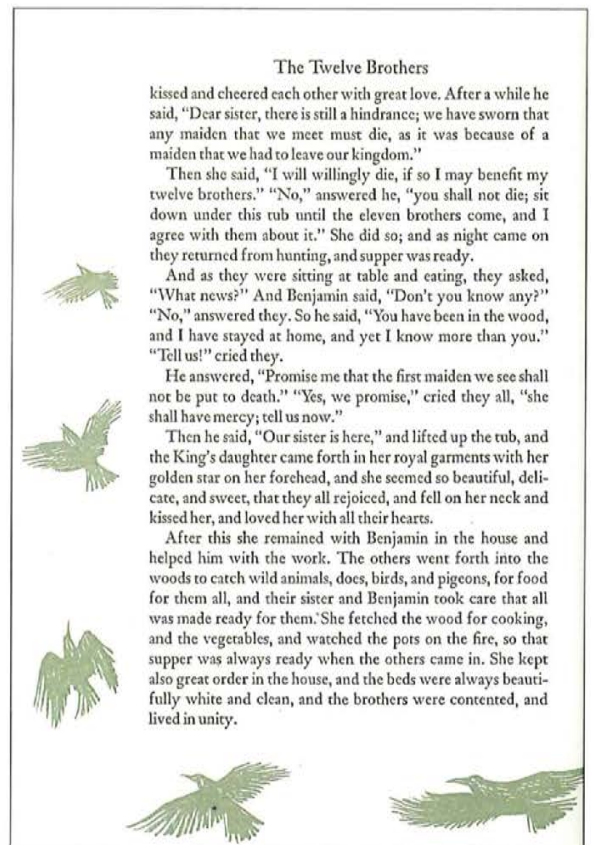 The Twelve Brothers
kissed and cheered each other with great love. After a while he
said, “Dear sister, there is still a hindrance; we have sworn that
any maiden that we meet must die, as it was because of a
maiden that we had to leave our kingdom.”
Then she said, “I will willingly die, if so I may benefit my
twelve brothers.” “No,” answered he, “you shall not die; sit
down under this tub until the eleven brothers come, and I
agree with them about it.” She did so; and as night came on
they returned from hunting, and supper was ready.
And as they were sitting at table and eating, they asked,
“What news?” And Benjamin said, “Don’t you know any?”
“No,” answered they. So he said, “You have been in the wood,
and I have stayed at home, and yet I know more than you.”
“Tell us!” cried they.
He answered, “Promise me that the first maiden we see shall
not be put to death.” “Yes, we promise,” cried they all, “she
shall have mercy; tell us now.”
Then he said, “Our sister is here,” and lifted up the tub, and
the King’s daughter came forth in her royal garments with her
golden star on her forehead, and she seemed so beautiful, deli-
cate, and sweet, that they all rejoiced, and fell on her neck and
kissed her, and loved her with all their hearts.
After this she remained with Benjamin in the house and
helped him with the work. The others went forth into the
woods to catch wild animals, does, birds, and pigeons, for food
for them all, and their sister and Benjamin took care that all
was made ready for them. She fetched the wood for cooking,
and the vegetables, and watched the pots on the fire, so that
supper was always ready when the others came in. She kept
also great order in the house, and the beds were always beauti-
fully white and clean, and the brothers were contented, and
lived in unity.